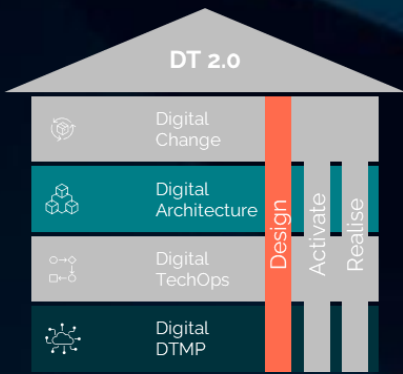 DT 2.0
Digital
Change
Digital
Architecture
Digital
TechOps
Digital
DTMP
Design
Activate
Realise